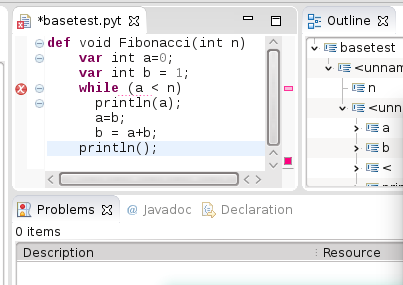 *basetest.pyt
Outline
def void Fibonacci(int n)
var int a=0;
var int b = 1;
while (a < n)
println(a);
a=b;
b = a+b;
println();
basetest
<unnam
n
<unna
a
b
<
Problems
@ Javadoc
Declaration
0 items
Description
Resource